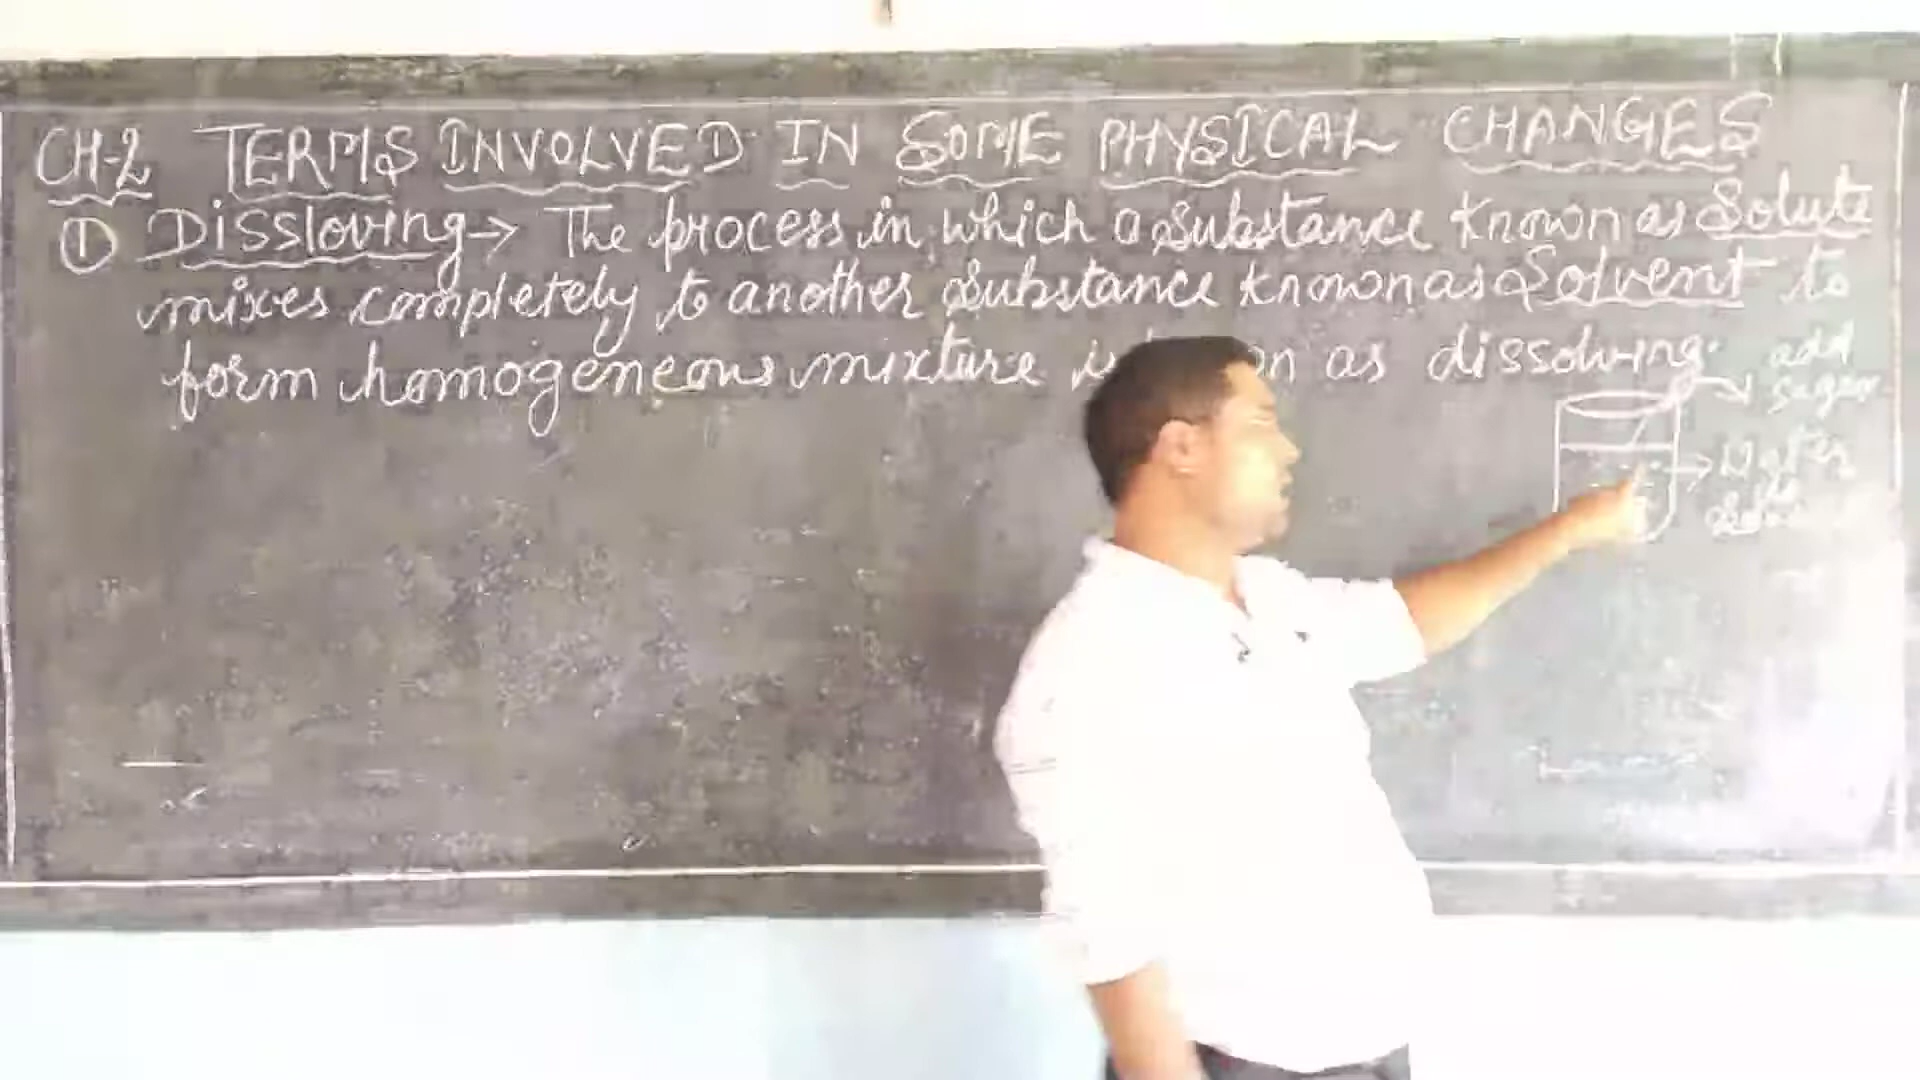 CH-2 TERMS INVOLVED IN SOME PHYSICAL CHANGES
① Dissloving → The process in which a substance known as Solute
mixes completely to another substance known as Solvent to
form homogeneous mixture is as dissolving.
add
sugar
Water